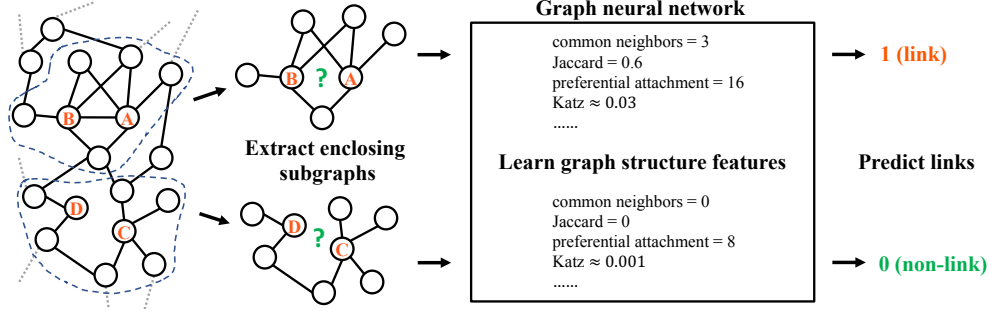 Graph neural network
common neighbors = 3
Jaccard = 0.6
preferential attachment = 16
Katz ≈ 0.03
......
1 (link)
B
?
A
B
A
Extract enclosing
subgraphs
Learn graph structure features
Predict links
D
C
D
?
C
common neighbors = 0
Jaccard = 0
preferential attachment = 8
Katz ≈ 0.001
......
0 (non-link)